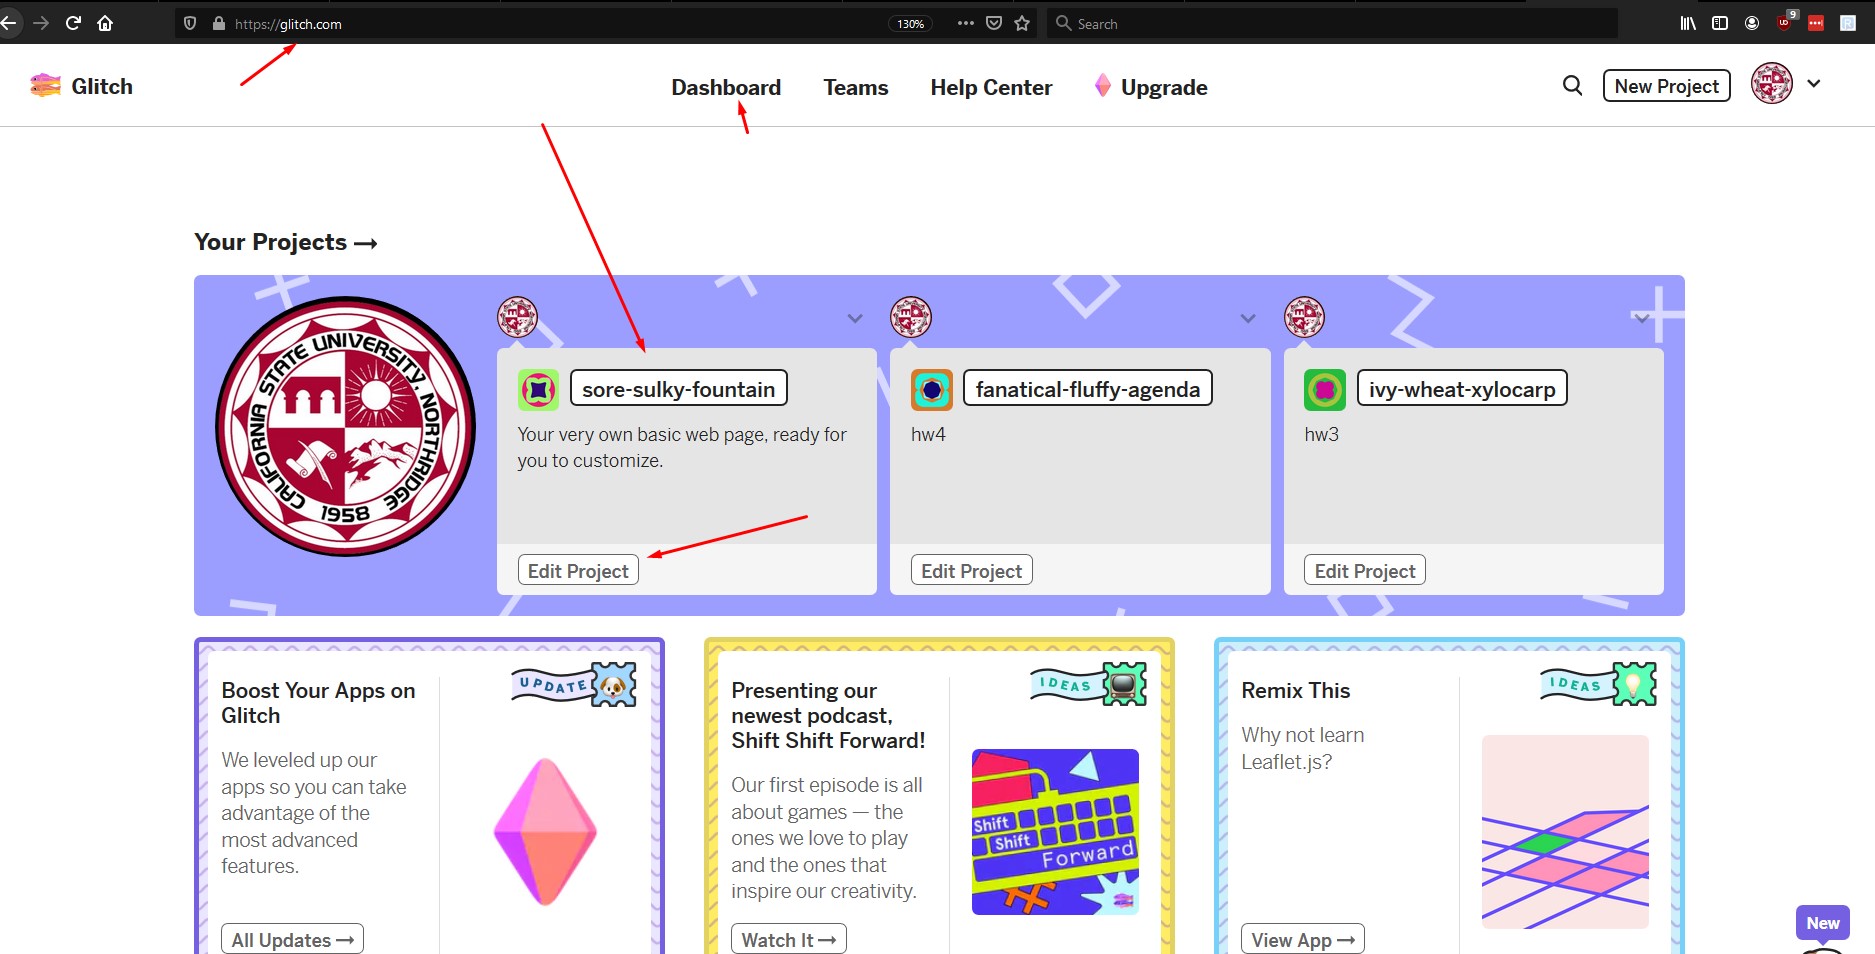 https://glitch.com
130%
Search
9
Glitch
Dashboard
Teams
Help Center
Upgrade
New Project
Your Projects →
CALIFORNIA STATE UNIVERSITY, NORTHRIDGE
1958
sore-sulky-fountain
Your very own basic web page, ready for
you to customize.
Edit Project
fanatical-fluffy-agenda
hw4
Edit Project
ivy-wheat-xylocarp
hw3
Edit Project
UPDATE
Boost Your Apps on
Glitch
We leveled up our
apps so you can take
advantage of the
most advanced
features.
All Updates →
IDEAS
Presenting our
newest podcast,
Shift Shift Forward!
Our first episode is all
about games — the
ones we love to play
and the ones that
inspire our creativity.
Shift
Shift
Forward
Watch It →
IDEAS
Remix This
Why not learn
Leaflet.js?
View App →
New